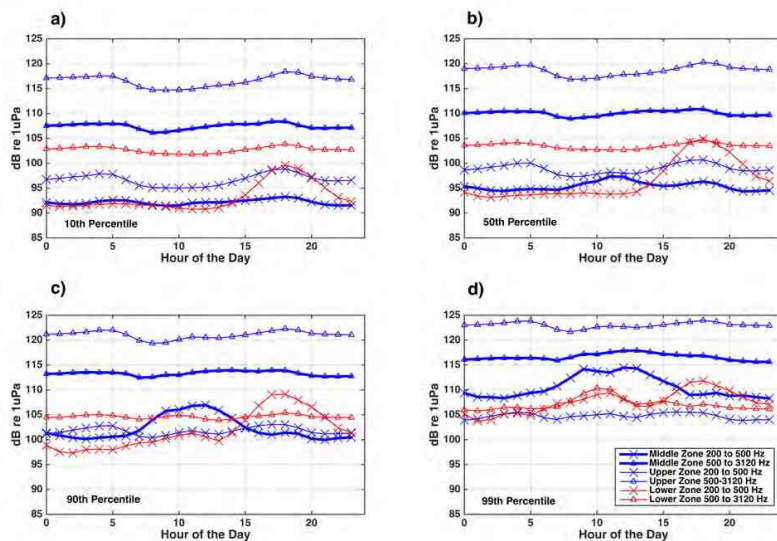 a)
125
120
115
110
105
100
95
90
85
dB re 1uPa
10th Percentile
0 5 10 15 20
Hour of the Day
b)
125
120
115
110
105
100
95
90
85
dB re 1uPa
50th Percentile
0 5 10 15 20
Hour of the Day
c)
125
120
115
110
105
100
95
90
85
dB re 1uPa
90th Percentile
0 5 10 15 20
Hour of the Day
d)
125
120
115
110
105
100
95
90
85
dB re 1uPa
99th Percentile
Middle Zone 200 to 500 Hz
Middle Zone 500 to 3120 Hz
Upper Zone 200 to 500 Hz
Upper Zone 500-3120 Hz
Lower Zone 200 to 500 Hz
Lower Zone 500 to 3120 Hz
0 5 10 15 20
Hour of the Day